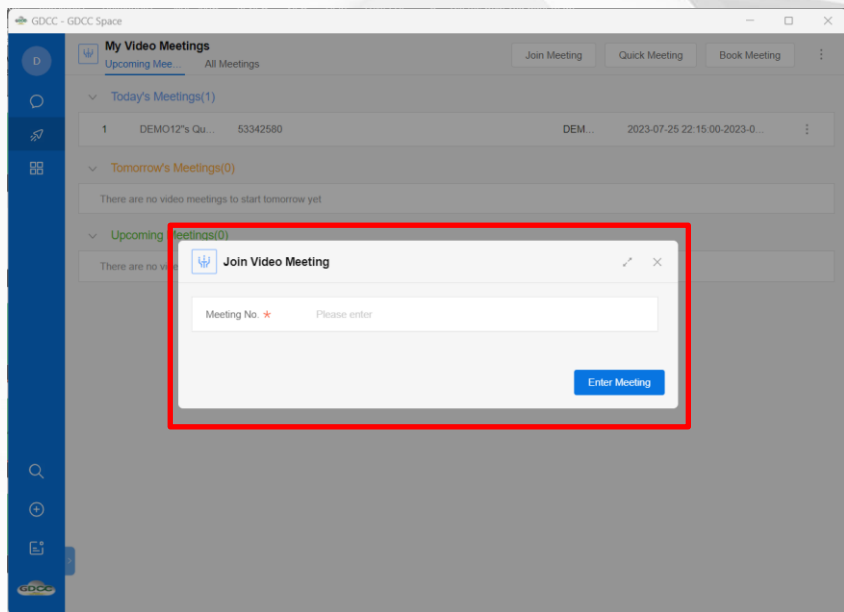 GDCC - GDCC Space
D
My Video Meetings
Upcoming Mee... All Meetings
Join Meeting Quick Meeting Book Meeting
Today's Meetings(1)
1 DEMO12"s Qu... 53342580 DEM... 2023-07-25 22:15:00-2023-0...
Tomorrow's Meetings(0)
There are no video meetings to start tomorrow yet
Upcoming Meetings(0)
There are no
Join Video Meeting
Meeting No. * Please enter
Enter Meeting
GDCC